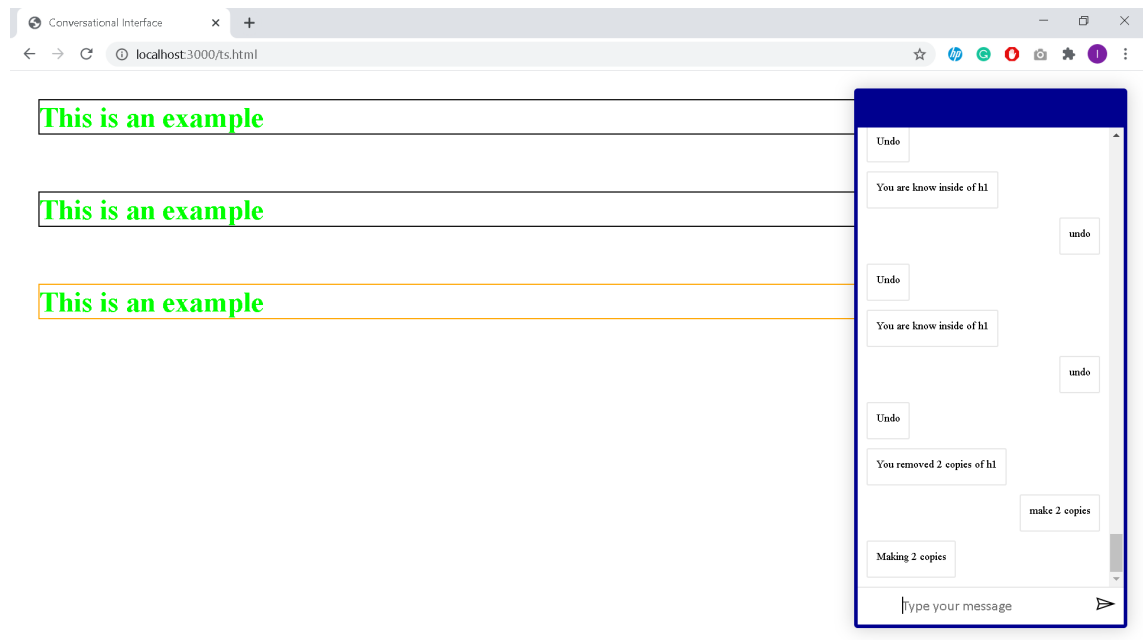 Conversational Interface
localhost:3000/ts.html
This is an example
This is an example
This is an example
Undo
You are know inside of h1
undo
Undo
You are know inside of h1
undo
Undo
You removed 2 copies of h1
make 2 copies
Making 2 copies
Type your message